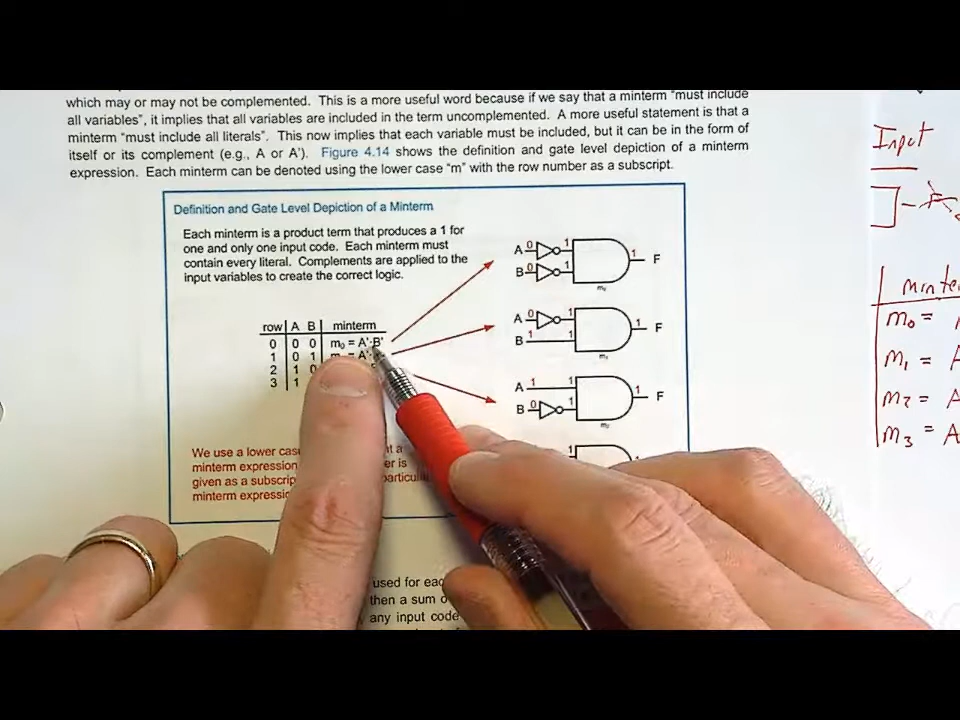 which may or may not be complemented. This is a more useful word because if we say that a minterm "must include
all variables", it implies that all variables are included in the term uncomplemented. A more useful statement is that a
minterm "must include all literals". This now implies that each variable must be included, but it can be in the form of
itself or its complement (e.g., A or A'). Figure 4.14 shows the definition and gate level depiction of a minterm
expression. Each minterm can be denoted using the lower case "m" with the row number as a subscript.
Definition and Gate Level Depiction of a Minterm
Each minterm is a product term that produces a 1 for
one and only one input code. Each minterm must
contain every literal. Complements are applied to the
input variables to create the correct logic.
row A B minterm
0 0 0 m₀ = A'·B'
1 0 1 = A'
2 1 0
3 1
A 0 1
B 0 1 1 F
m₀
A 0 1
B 1 1 1 F
m₁
A 1 1
B 0 1 1 F
m₂
We use a lower
minterm expression
given as a
minterm
used for
then a sum
any input code
Input
m₀ =
m₁ = A
m₂ = A
m₃ = A